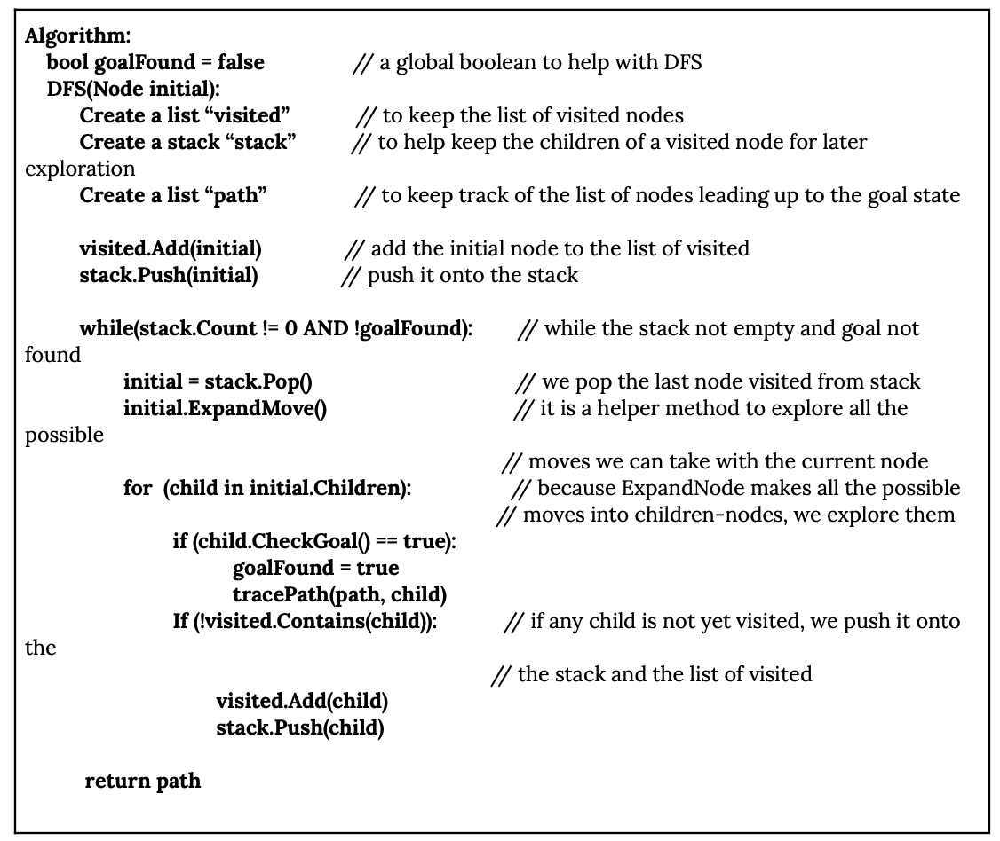 Algorithm:
bool goalFound = false // a global boolean to help with DFS
DFS(Node initial):
Create a list “visited” // to keep the list of visited nodes
Create a stack “stack” // to help keep the children of a visited node for later
exploration
Create a list “path” // to keep track of the list of nodes leading up to the goal state
visited.Add(initial) // add the initial node to the list of visited
stack.Push(initial) // push it onto the stack
while(stack.Count != 0 AND !goalFound): // while the stack not empty and goal not
found
initial = stack.Pop() // we pop the last node visited from stack
initial.ExpandMove() // it is a helper method to explore all the
possible
// moves we can take with the current node
for (child in initial.Children): // because ExpandNode makes all the possible
// moves into children-nodes, we explore them
if (child.CheckGoal() == true):
goalFound = true
tracePath(path, child)
If (!visited.Contains(child)): // if any child is not yet visited, we push it onto
the
// the stack and the list of visited
visited.Add(child)
stack.Push(child)
return path